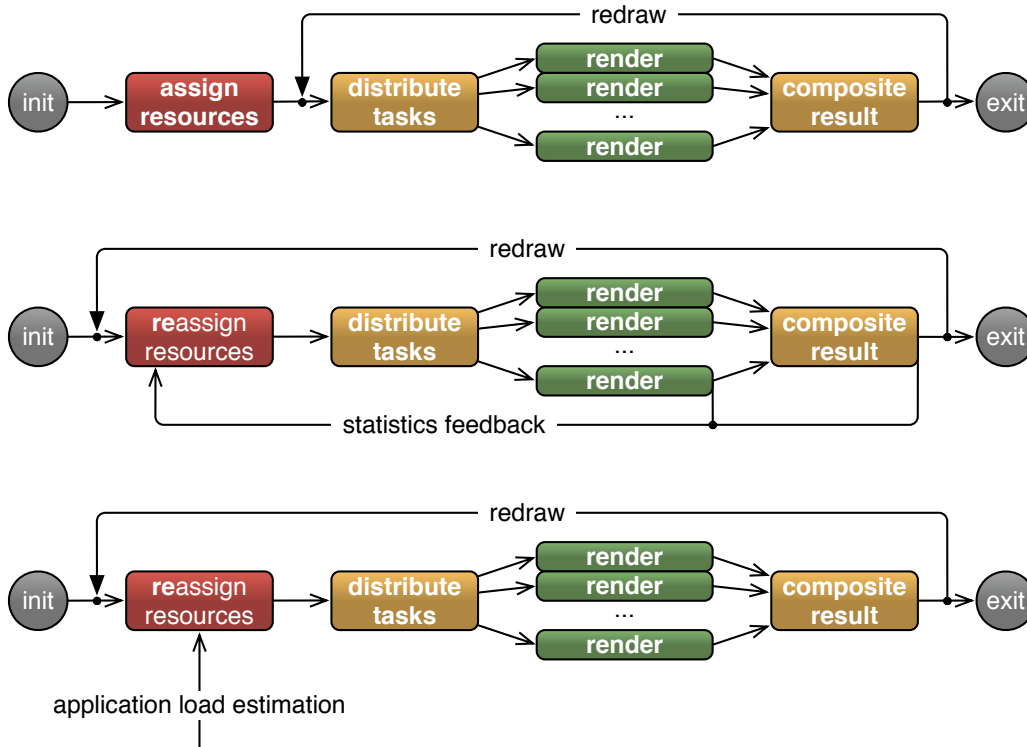 redraw
init
assign
resources
distribute
tasks
render
render
...
render
composite
result
exit
redraw
init
reassign
resources
distribute
tasks
render
render
...
render
composite
result
exit
statistics feedback
redraw
init
reassign
resources
distribute
tasks
render
render
...
render
composite
result
exit
application load estimation